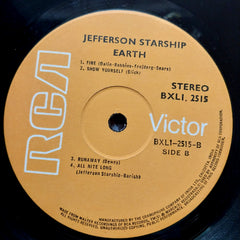 JEFFERSON STARSHIP
EARTH
1. FIRE (Balin-Robbins-Freiberg-Sears)
2. SHOW YOURSELF (Slick)
STEREO
BXL1, 2515
RCA
Victor
BXL1-2515-B
SIDE B
3. RUNAWAY (Dewey)
4. ALL NITE LONG
(Jefferson Starship-Barish)